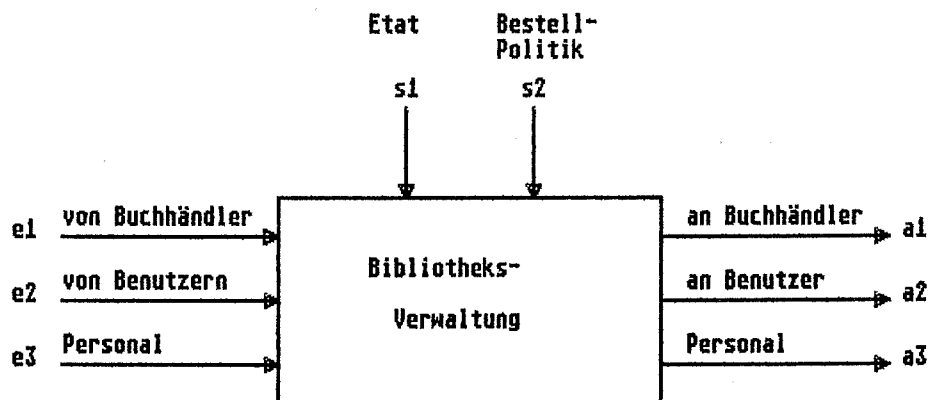 Etat Bestell-
Politik
s1 s2
e1 von Buchhändler
an Buchhändler a1
e2 von Benutzern
Bibliotheks-
an Benutzer a2
Verwaltung
e3 Personal
Personal a3